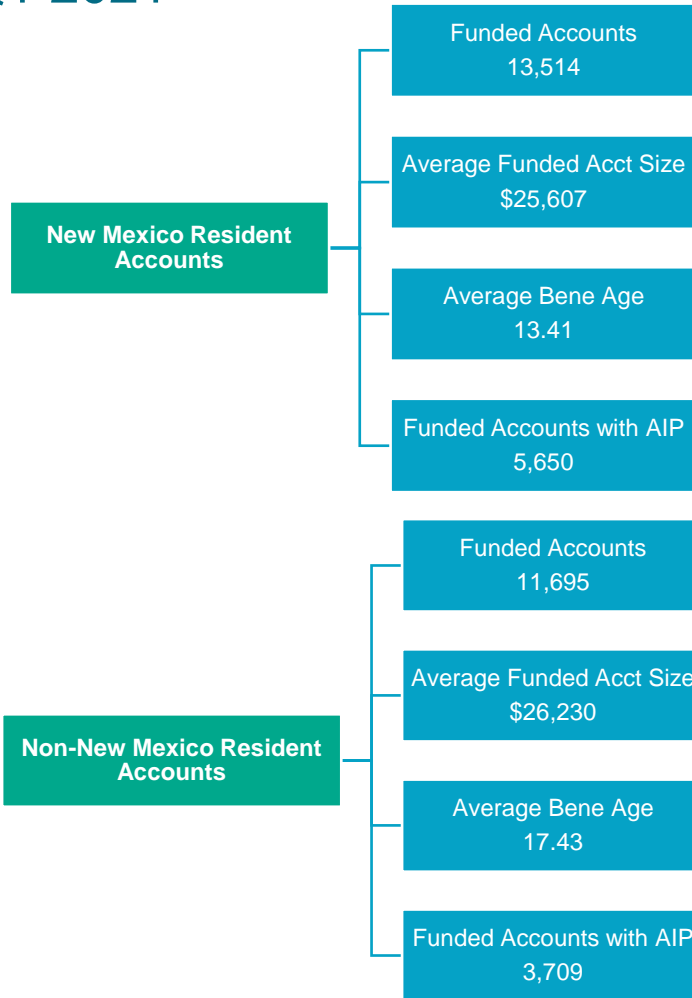 2021
Funded Accounts
13,514
Average Funded Acct Size
$25,607
New Mexico Resident
Accounts
Average Bene Age
13.41
Funded Accounts with AIP
5,650
Funded Accounts
11,695
Average Funded Acct Size
$26,230
Non-New Mexico Resident
Accounts
Average Bene Age
17.43
Funded Accounts with AIP
3,709